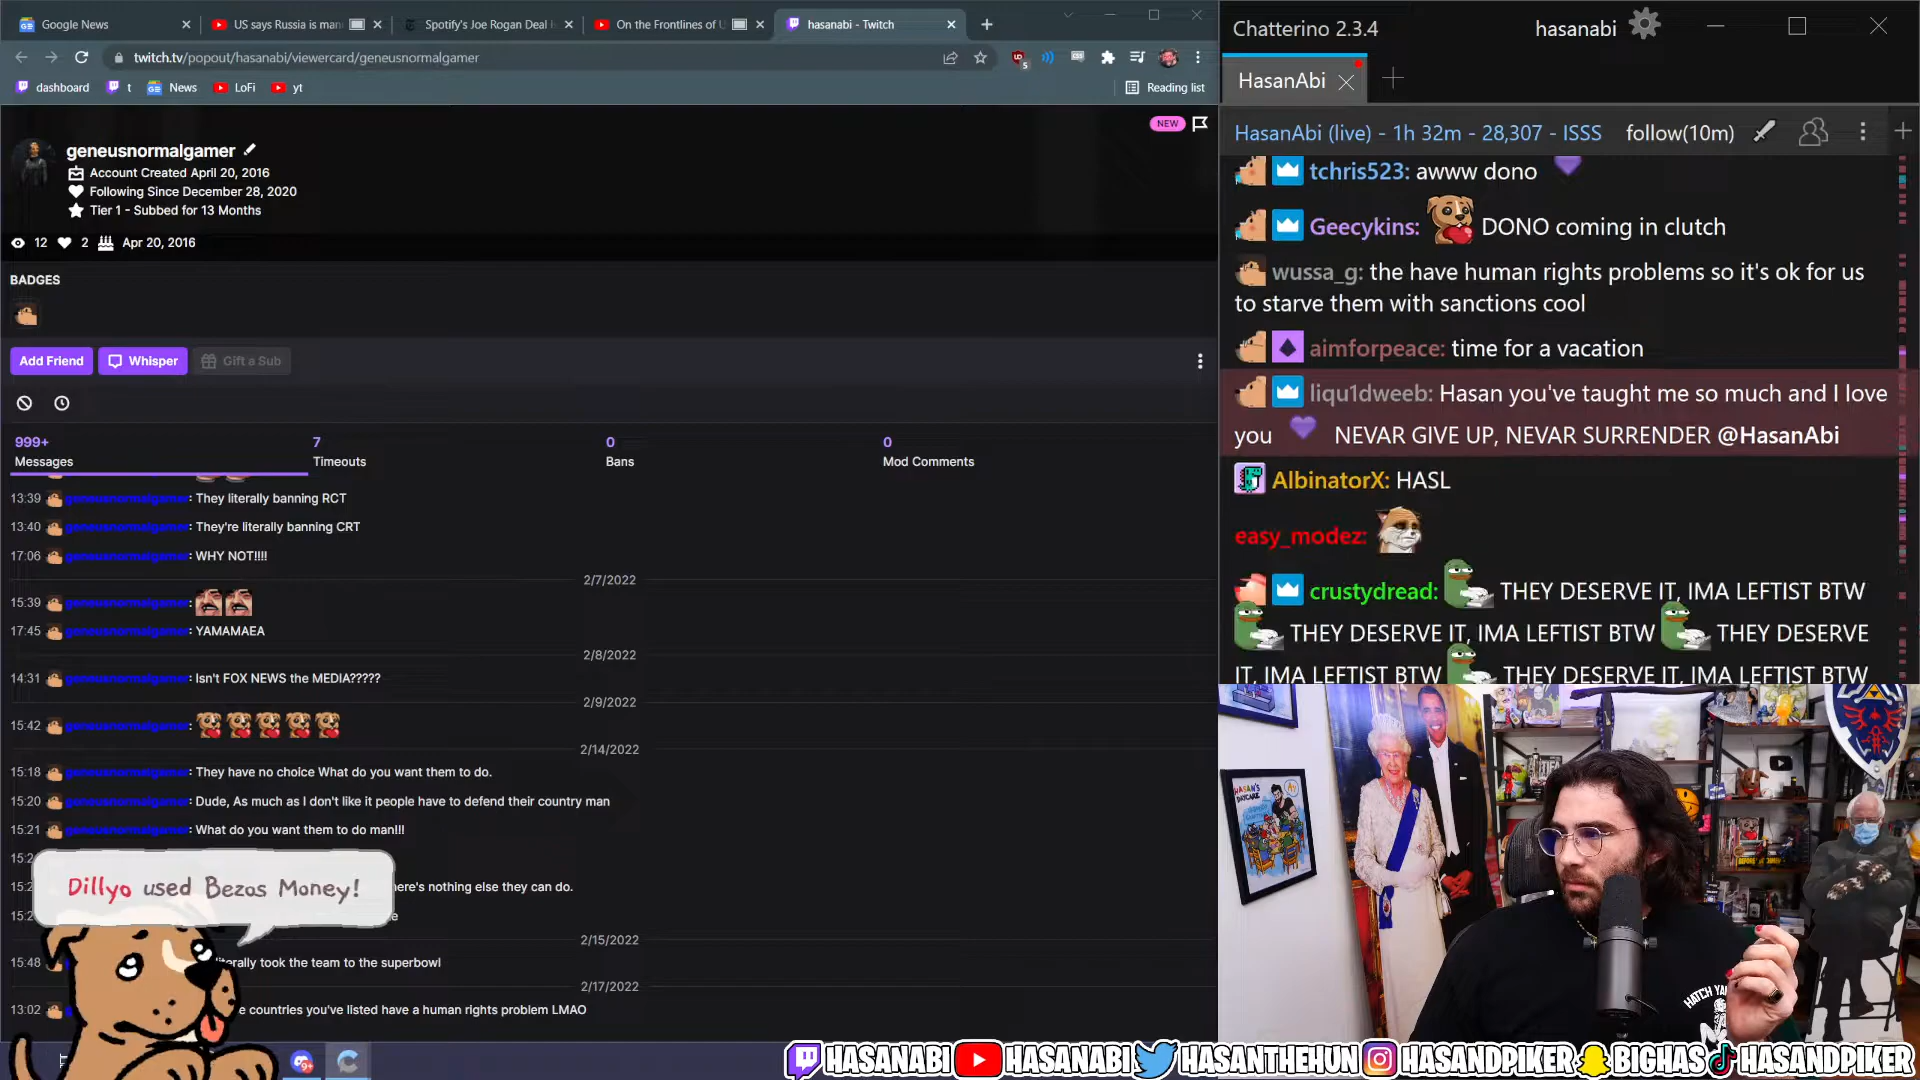 Google News
US says Russia is man
Spotify's Joe Rogan Deal
On the Frontlines of U
hasanabi - Twitch
twitch.tv/popout/hasanabi/viewercard/geneusnormalgamer
dashboard
t
News
LoFi
yt
Reading list
NEW
geneusnormalgamer
Account Created April 20, 2016
Following Since December 28, 2020
Tier 1 - Subbed for 13 Months
12 2 Apr 20, 2016
BADGES
Add Friend
Whisper
Gift a Sub
999+
Messages
7
Timeouts
0
Bans
0
Mod Comments
13:39 geneusnormalgamer: They literally banning RCT
13:40 geneusnormalgamer: They're literally banning CRT
17:06 geneusnormalgamer: WHY NOT!!!!
2/7/2022
15:39 geneusnormalgamer:
17:45 geneusnormalgamer: YAMAMAEA
2/8/2022
14:31 geneusnormalgamer: Isn't FOX NEWS the MEDIA?????
2/9/2022
15:42 geneusnormalgamer:
2/14/2022
15:18 geneusnormalgamer: They have no choice What do you want them to do.
15:20 geneusnormalgamer: Dude, As much as I don't like it people have to defend their country man
15:21 geneusnormalgamer: What do you want them to do man!!!
here's nothing else they can do.
2/15/2022
15:48 took the team to the superbowl
2/17/2022
13:02 countries you've listed have a human rights problem LMAO
Dillyo used Bezos Money!
Chatterino 2.3.4
hasanabi
HasanAbi
HasanAbi (live) - 1h 32m - 28,307 - ISSS
follow(10m)
tchris523: awww dono
Geecykins: DONO coming in clutch
wussa_g: the have human rights problems so it's ok for us
to starve them with sanctions cool
aimforpeace: time for a vacation
liqu1dweeb: Hasan you've taught me so much and I love
you NEVAR GIVE UP, NEVAR SURRENDER @HasanAbi
AlbinatorX: HASL
easy_modez:
crustydread: THEY DESERVE IT, IMA LEFTIST BTW
THEY DESERVE IT, IMA LEFTIST BTW THEY DESERVE
IT, IMA LEFTIST BTW THEY DESERVE IT, IMA LEFTIST BTW
HASAN'S
DAYCARE
HASANABI
HASANABI
HASANTHEHUN
HASANDPIKER
BIGHAS
HASANDPIKER